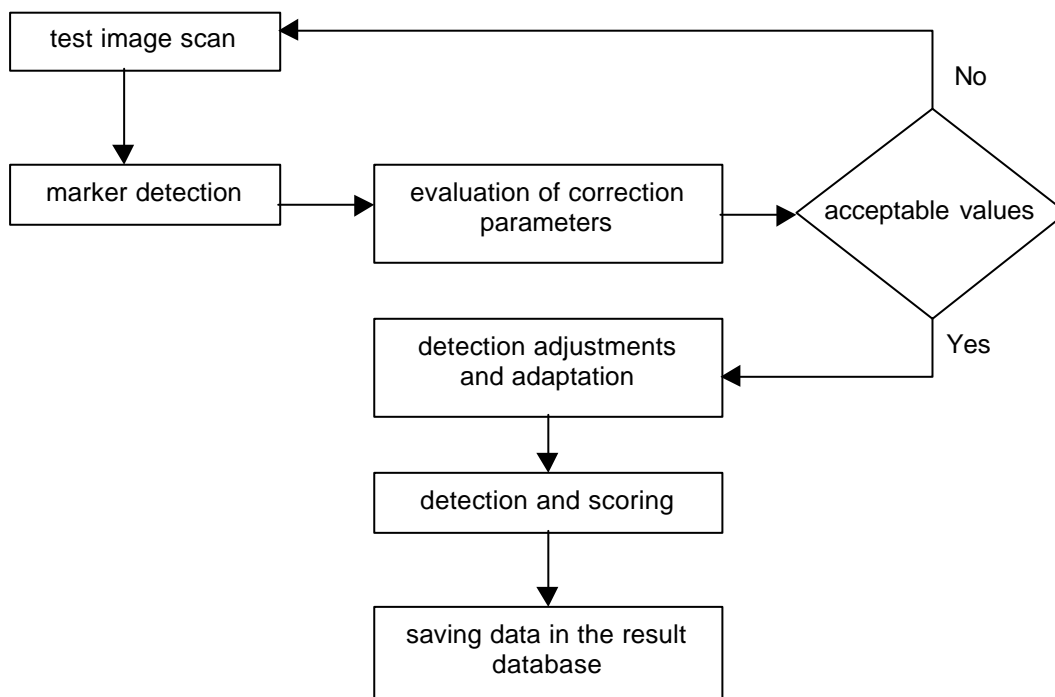 test image scan
No
marker detection
evaluation of correction
parameters
acceptable values
detection adjustments
and adaptation
Yes
detection and scoring
saving data in the result
database